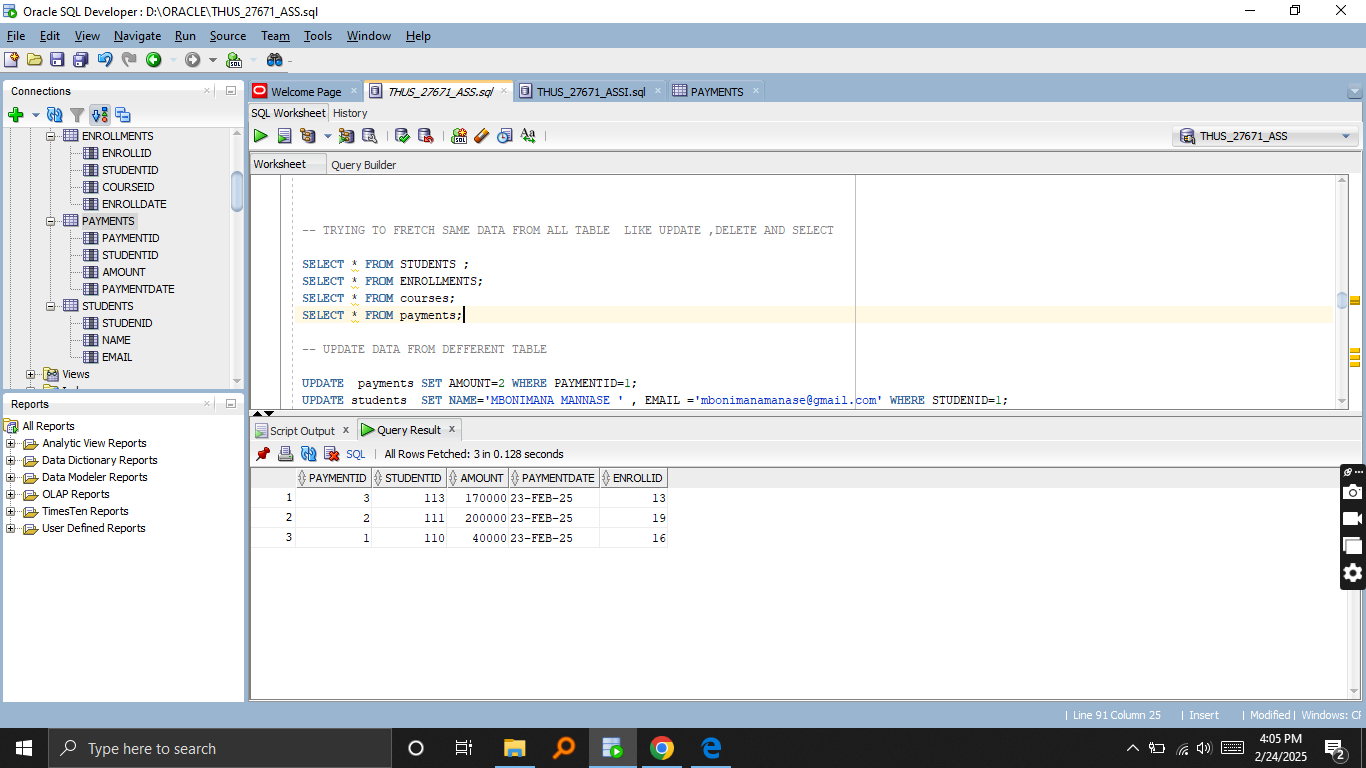 Oracle SQL Developer : D:\ORACLE\THUS_27671_ASS.sql
File Edit View Navigate Run Source Team Tools Window Help
Connections
ENROLLMENTS
ENROLLID
STUDENTID
COURSEID
ENROLLDATE
PAYMENTS
PAYMENTID
STUDENTID
AMOUNT
PAYMENTDATE
STUDENTS
STUDENID
NAME
EMAIL
Views
Reports
All Reports
Analytic View Reports
Data Dictionary Reports
Data Modeler Reports
OLAP Reports
TimesTen Reports
User Defined Reports
Welcome Page THUS_27671_ASS.sql THUS_27671_ASSI.sql PAYMENTS
SQL Worksheet History
THUS_27671_ASS
Worksheet Query Builder
-- TRYING TO FRETCH SAME DATA FROM ALL TABLE LIKE UPDATE ,DELETE AND SELECT
SELECT * FROM STUDENTS ;
SELECT * FROM ENROLLMENTS;
SELECT * FROM courses;
SELECT * FROM payments;
-- UPDATE DATA FROM DEFFERENT TABLE
UPDATE payments SET AMOUNT=2 WHERE PAYMENTID=1;
UPDATE students SET NAME='MBONIMANA MANNASE ' , EMAIL ='mbonimanamanase@gmail.com' WHERE STUDENID=1;
Script Output x Query Result x
SQL | All Rows Fetched: 3 in 0.128 seconds
PAYMENTID STUDENTID AMOUNT PAYMENTDATE ENROLLID
1 3 113 170000 23-FEB-25 13
2 2 111 200000 23-FEB-25 19
3 1 110 40000 23-FEB-25 16
| Line 91 Column 25 | Insert | Modified | Windows: CF
Type here to search
4:05 PM
2/24/2025
2